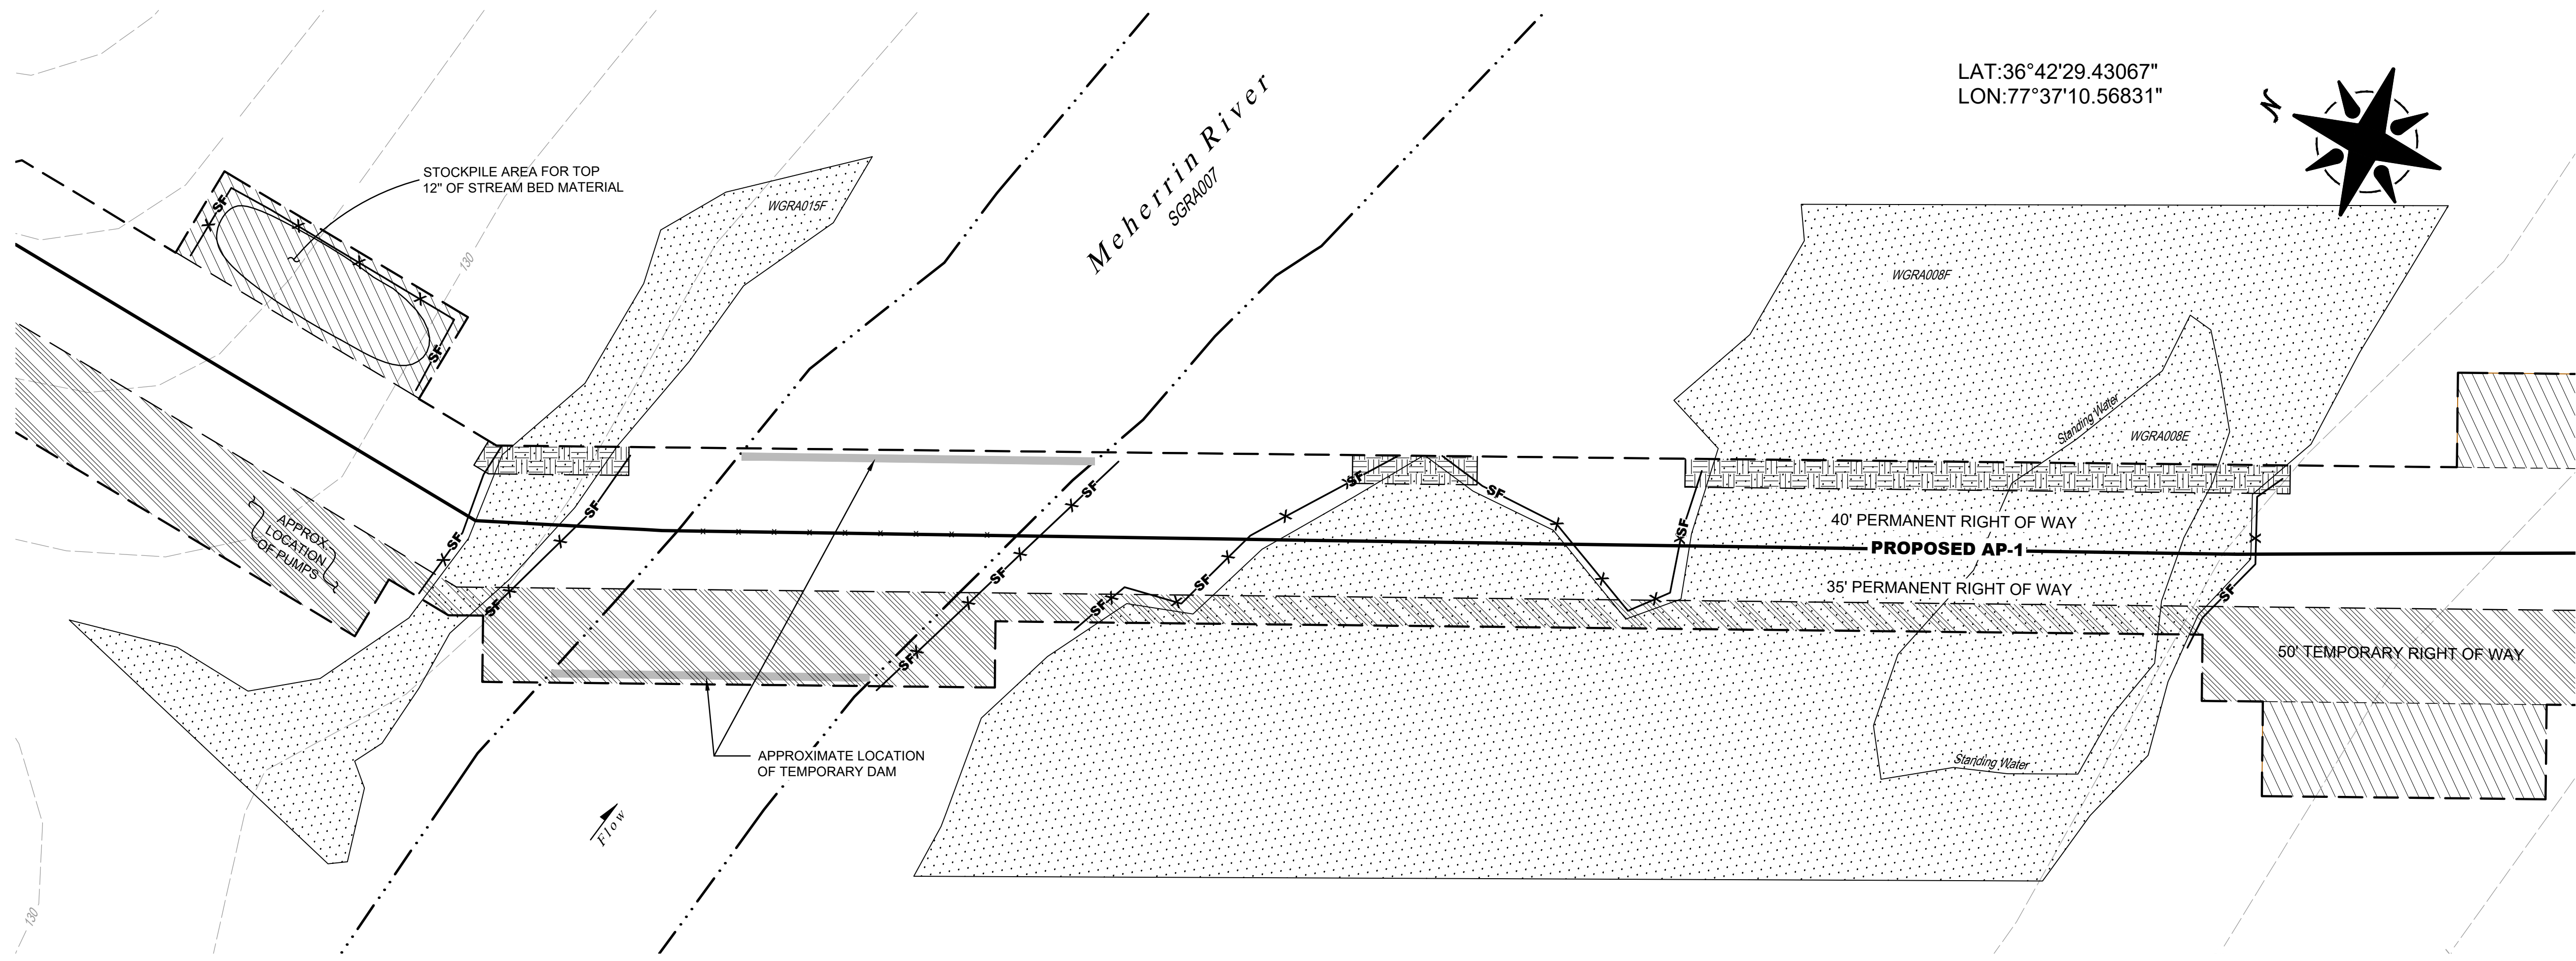 LAT:36°42'29.43067"
LON:77°37'10.56831"
N
STOCKPILE AREA FOR TOP
12" OF STREAM BED MATERIAL
SF
SF
130
WGRA015F
Meherrin River
SGRA007
WGRA008F
Standing Water
WGRA008E
APPROX.
LOCATION
OF PUMPS
SF
SF
SF
SF
SF
SF
SF
SF
SF
SF
SF
40' PERMANENT RIGHT OF WAY
PROPOSED AP-1
35' PERMANENT RIGHT OF WAY
SF
50' TEMPORARY RIGHT OF WAY
APPROXIMATE LOCATION
OF TEMPORARY DAM
Standing Water
Flow
130